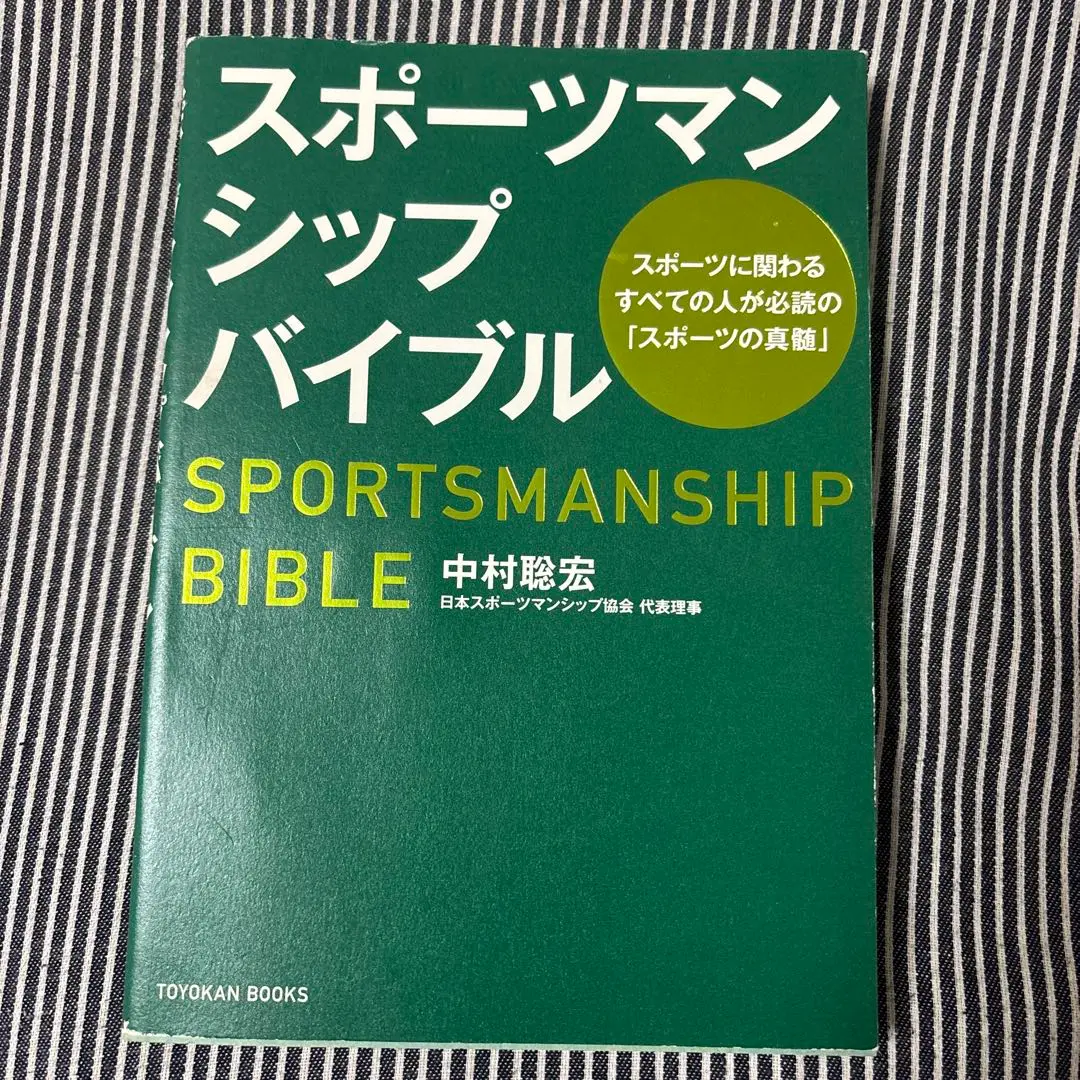 スポーツマン
シップ
バイブル
スポーツに関わる
すべての人が必読の
「スポーツの真髄」
SPORTSMANSHIP
BIBLE
中村聡宏
日本スポーツマンシップ協会 代表理事
TOYOKAN BOOKS